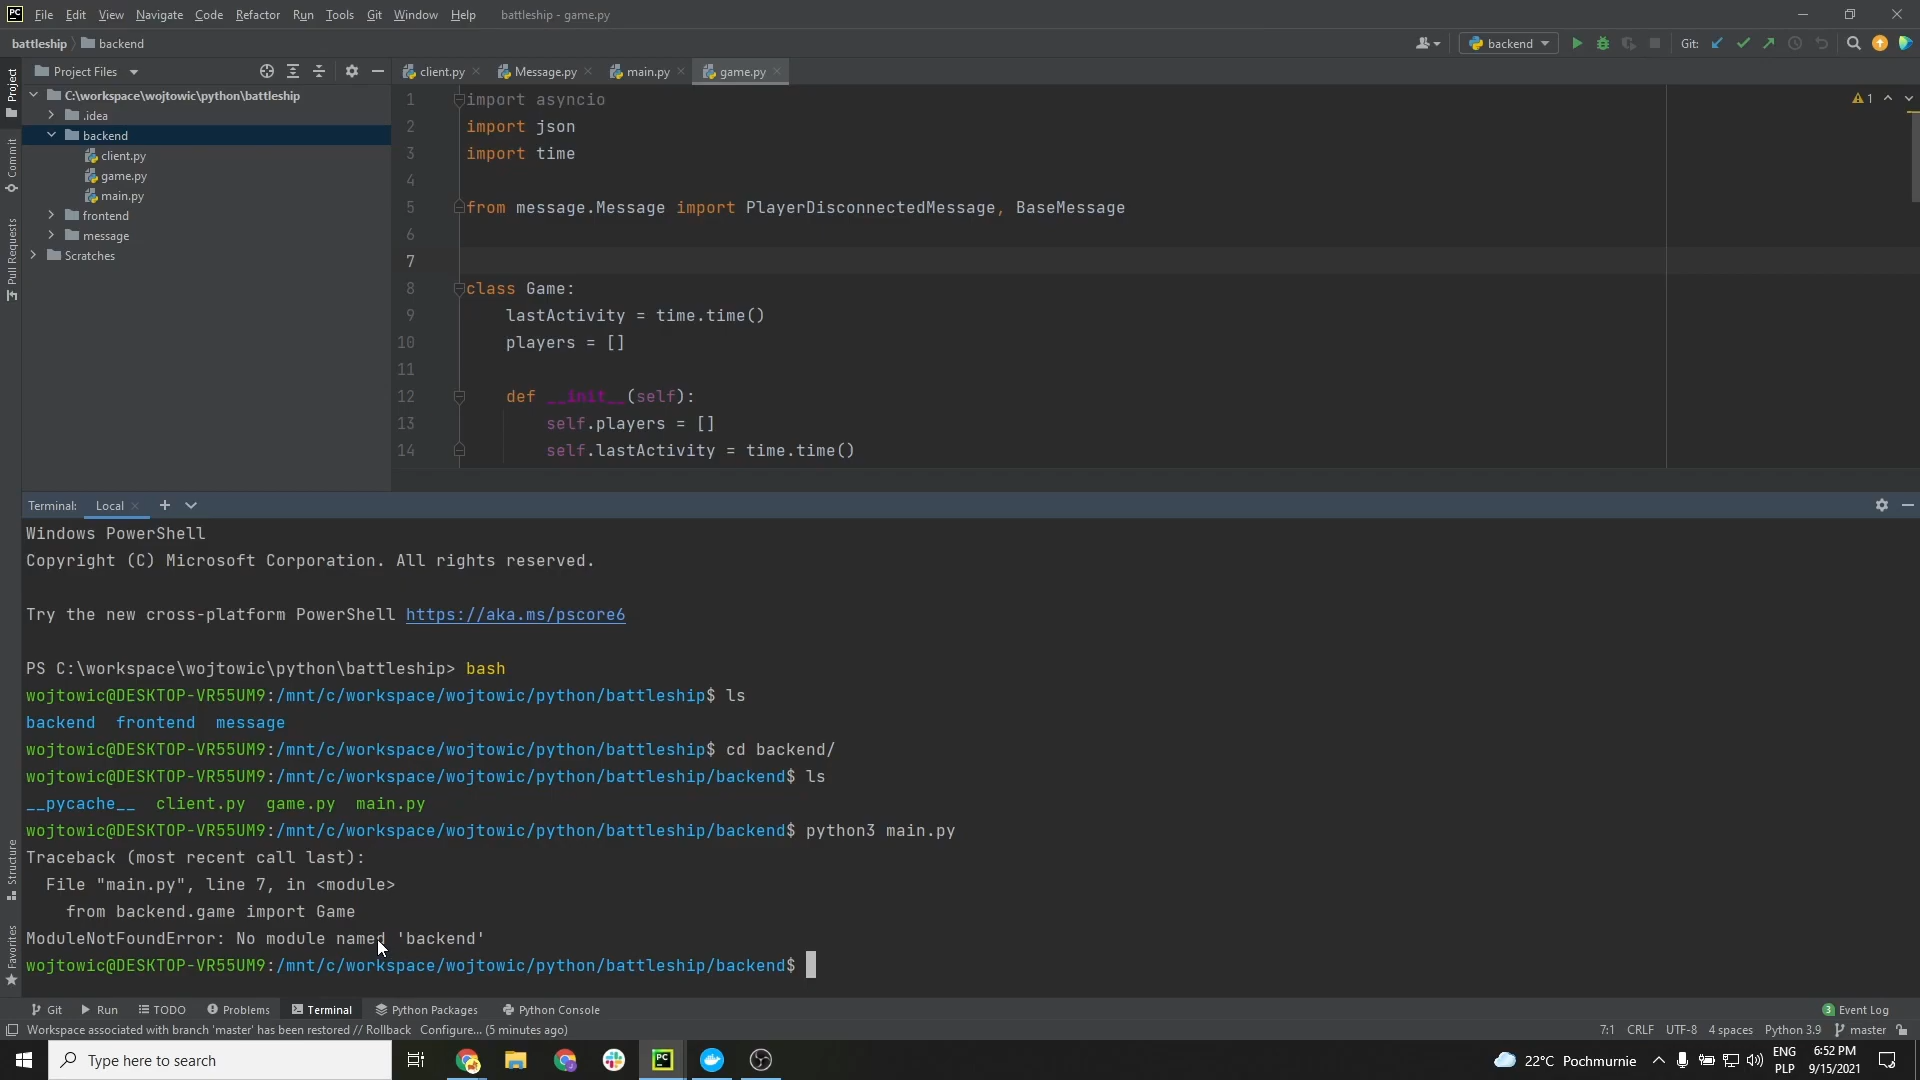 PC File Edit View Navigate Code Refactor Run Tools Git Window Help battleship - game.py
battleship backend
backend Git:
Project Files
client.py Message.py main.py game.py
Project
Commit
Pull Requests
C:\workspace\wojtowic\python\battleship
.idea
backend
client.py
game.py
main.py
frontend
message
Scratches
1 import asyncio
2 import json
3 import time
4
5 from message.Message import PlayerDisconnectedMessage, BaseMessage
6
7
8 class Game:
9 lastActivity = time.time()
10 players = []
11
12 def __init__(self):
13 self.players = []
14 self.lastActivity = time.time()
1
Terminal: Local
Windows PowerShell
Copyright (C) Microsoft Corporation. All rights reserved.
Try the new cross-platform PowerShell https://aka.ms/pscore6
PS C:\workspace\wojtowic\python\battleship> bash
wojtowic@DESKTOP-VR55UM9:/mnt/c/workspace/wojtowic/python/battleship$ ls
backend frontend message
wojtowic@DESKTOP-VR55UM9:/mnt/c/workspace/wojtowic/python/battleship$ cd backend/
wojtowic@DESKTOP-VR55UM9:/mnt/c/workspace/wojtowic/python/battleship/backend$ ls
__pycache__ client.py game.py main.py
wojtowic@DESKTOP-VR55UM9:/mnt/c/workspace/wojtowic/python/battleship/backend$ python3 main.py
Traceback (most recent call last):
File "main.py", line 7, in <module>
from backend.game import Game
ModuleNotFoundError: No module named 'backend'
wojtowic@DESKTOP-VR55UM9:/mnt/c/workspace/wojtowic/python/battleship/backend$
Structure
Favorites
Git Run TODO Problems Terminal Python Packages Python Console 3 Event Log
Workspace associated with branch 'master' has been restored // Rollback Configure... (5 minutes ago) 7:1 CRLF UTF-8 4 spaces Python 3.9 master
Type here to search
PC
22°C Pochmurnie
ENG
PLP
6:52 PM
9/15/2021